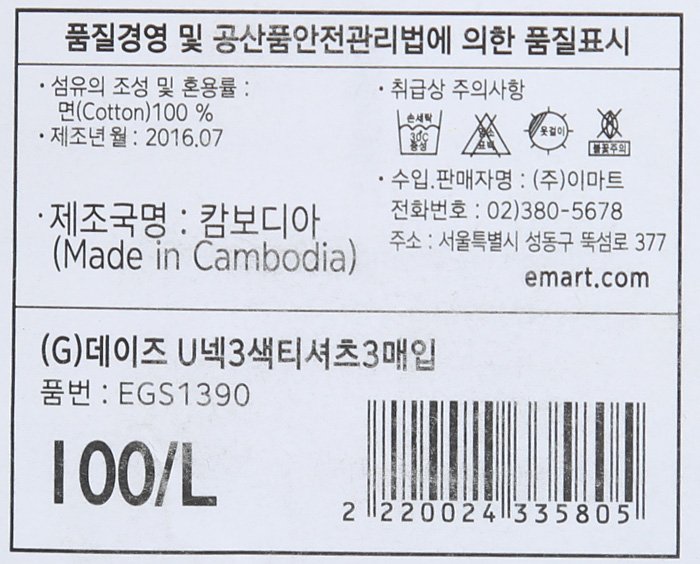 품질경영 및 공산품안전관리법에 의한 품질표시
· 섬유의 조성 및 혼용률 :
면(Cotton)100 %
· 제조년월 : 2016.07
· 제조국명 : 캄보디아
(Made in Cambodia)
· 취급상 주의사항
손세탁
30℃
중성
염소
표백
옷걸이
불꽃주의
· 수입.판매자명 : (주)이마트
전화번호 : 02)380-5678
주소 : 서울특별시 성동구 뚝섬로 377
emart.com
(G)데이즈 U넥3색티셔츠3매입
품번 : EGS1390
100/L
2 220024 335805